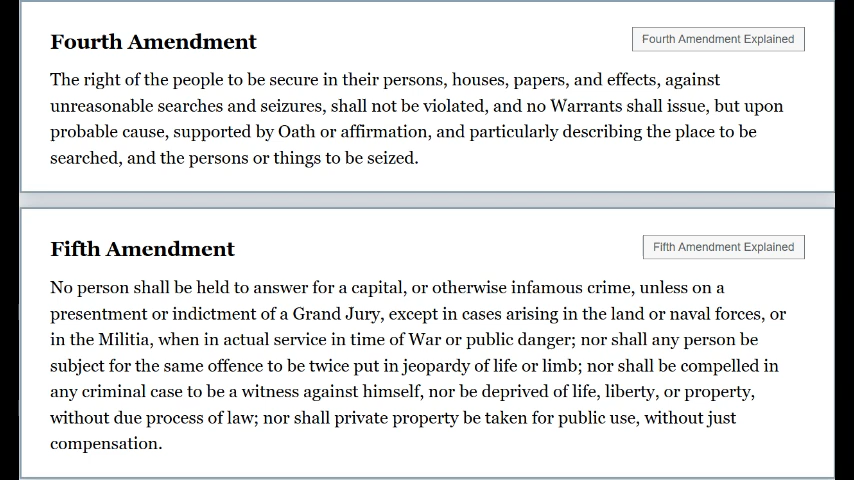 Fourth Amendment
Fourth Amendment Explained
The right of the people to be secure in their persons, houses, papers, and effects, against
unreasonable searches and seizures, shall not be violated, and no Warrants shall issue, but upon
probable cause, supported by Oath or affirmation, and particularly describing the place to be
searched, and the persons or things to be seized.
Fifth Amendment
Fifth Amendment Explained
No person shall be held to answer for a capital, or otherwise infamous crime, unless on a
presentment or indictment of a Grand Jury, except in cases arising in the land or naval forces, or
in the Militia, when in actual service in time of War or public danger; nor shall any person be
subject for the same offence to be twice put in jeopardy of life or limb; nor shall be compelled in
any criminal case to be a witness against himself, nor be deprived of life, liberty, or property,
without due process of law; nor shall private property be taken for public use, without just
compensation.